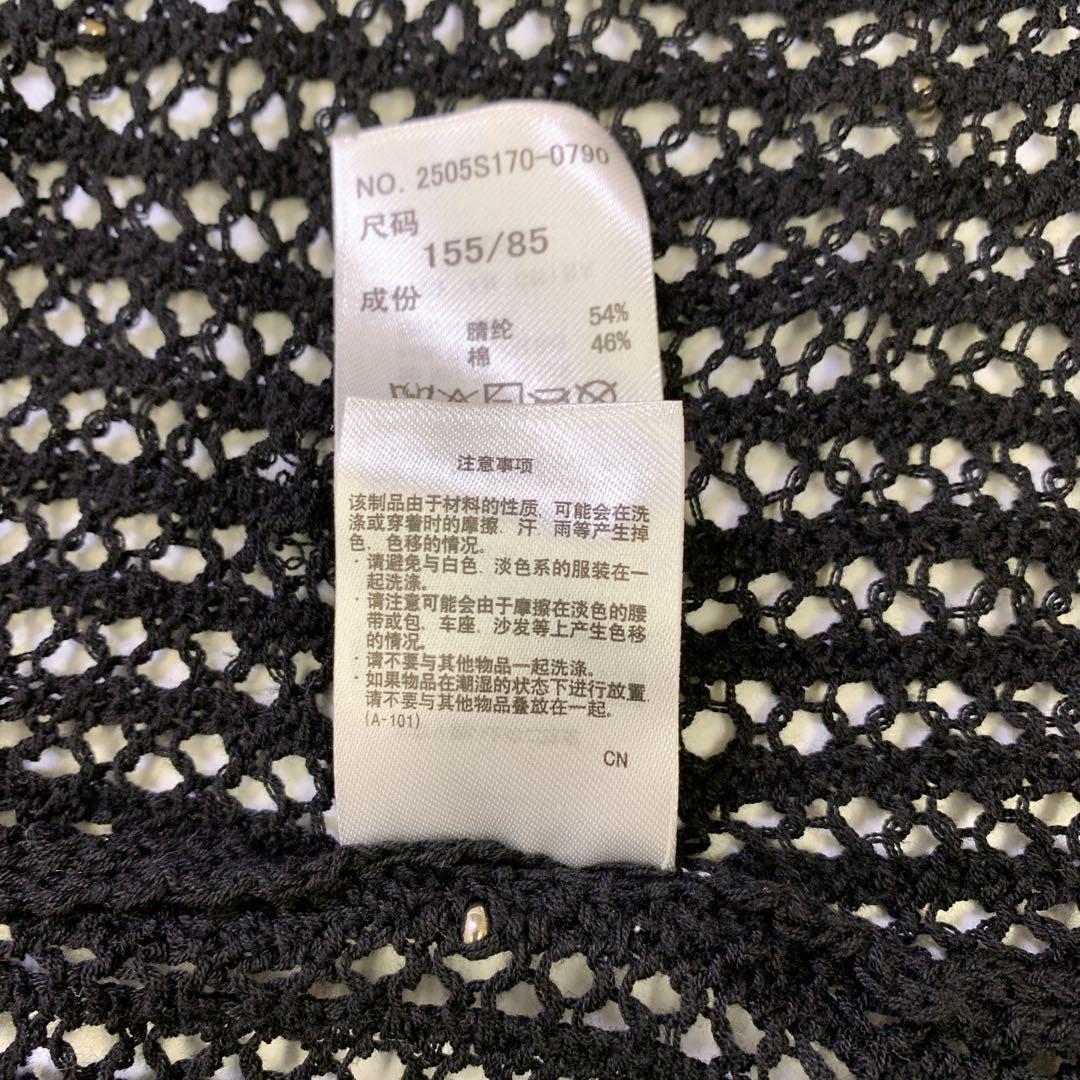 NO. 2505S170-0790
尺码
155/85
成份
腈纶 54%
棉 46%
注意事项
该制品由于材料的性质、可能会在洗
涤或穿着时的摩擦、汗、雨等产生掉
色、色移的情况。
·请避免与白色、淡色系的服装在一
起洗涤。
·请注意可能会由于摩擦在淡色的腰
带或包、车座、沙发等上产生色移
的情况。
·请不要与其他物品一起洗涤。
·如果物品在潮湿的状态下进行放置
请不要与其他物品叠放在一起。
(A-101)
CN